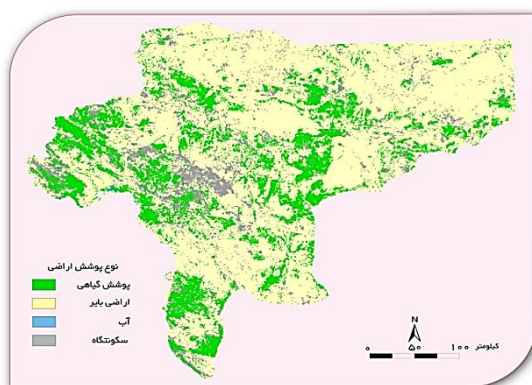 نوع پوشش اراضی
پوشش گیاهی
اراضی بایر
آب
سکونتگاه
N
۰ ۵۰ ۱۰۰ کیلومتر